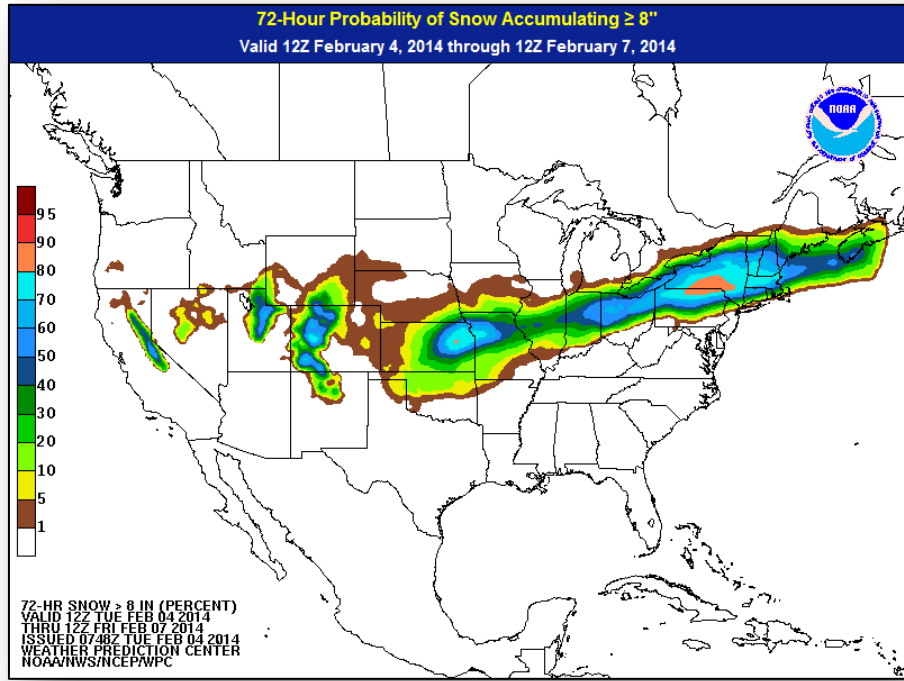 72-Hour Probability of Snow Accumulating ≥ 8"
Valid 12Z February 4, 2014 through 12Z February 7, 2014
NOAA
95
90
80
70
60
50
40
30
20
10
5
1
72-HR SNOW > 8 IN (PERCENT)
VALID 12Z TUE FEB 04 2014
THRU 12Z FRI FEB 07 2014
ISSUED 0748Z TUE FEB 04 2014
WEATHER PREDICTION CENTER
NOAA/NWS/NCEP/WPC